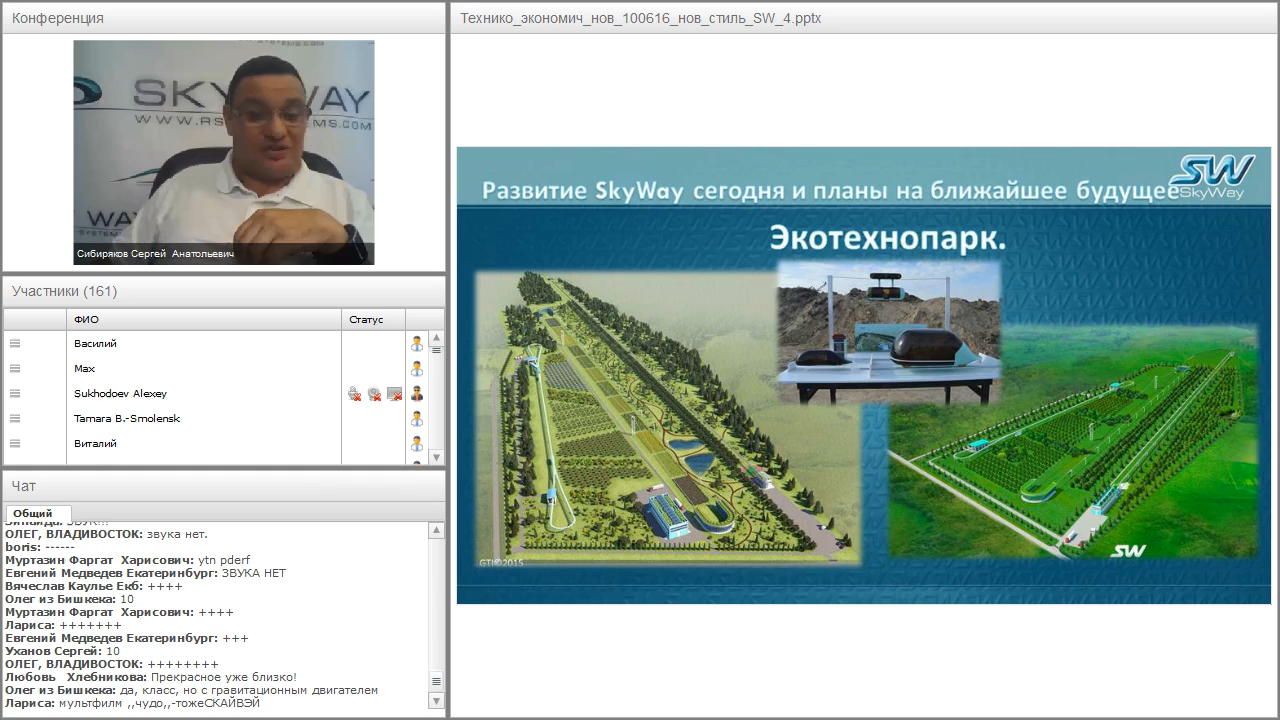 Конференция
SKYWAY
Сибиряков Сергей Анатольевич
Участники (161)
ФИО
Статус
Василий
Max
Sukhodoev Alexey
Tamara B.-Smolensk
Виталий
Чат
Общий
Зинаида: ЗВУК!!!
ОЛЕГ, ВЛАДИВОСТОК: звука нет.
boris: ------
Муртазин Фаргат Харисович: ytn pderf
Евгений Медведев Екатеринбург: ЗВУКА НЕТ
Вячеслав Каулье Екб: ++++
Олег из Бишкека: 10
Муртазин Фаргат Харисович: ++++
Лариса: +++++++
Евгений Медведев Екатеринбург: +++
Уханов Сергей: 10
ОЛЕГ, ВЛАДИВОСТОК: ++++++++
Любовь Хлебникова: Прекрасное уже близко!
Олег из Бишкека: да, класс, но с гравитационным двигателем
Лариса: мультфилм ,,чудо,,-тожеСКАЙВЭЙ
Технико_экономич_нов_100616_нов_стиль_SW_4.pptx
SW
SkyWay
Развитие SkyWay сегодня и планы на ближайшее будущее
Экотехнопарк.
GTI©2015
SW